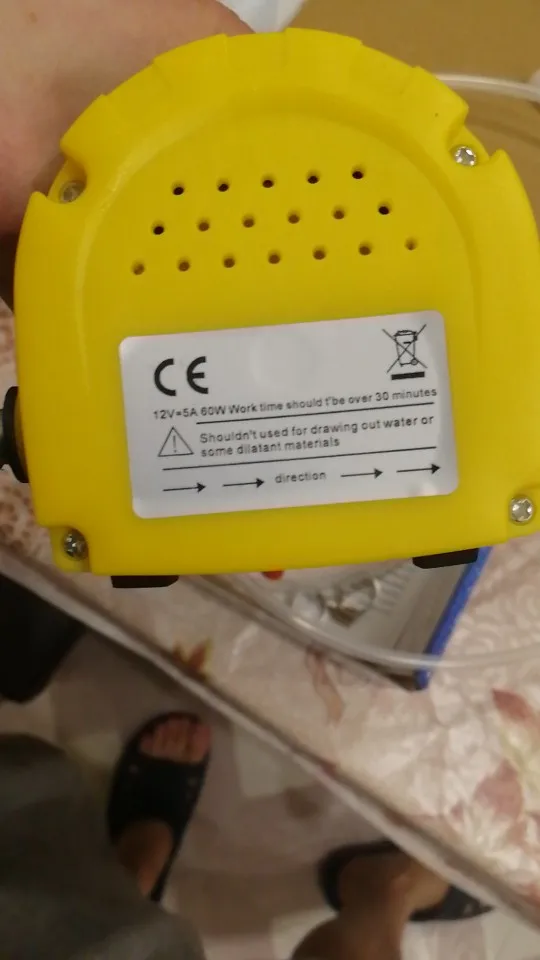 CE
12V=5A 60W Work time should t'be over 30 minutes
Shouldn't used for drawing out water or
some dilatant materials
direction